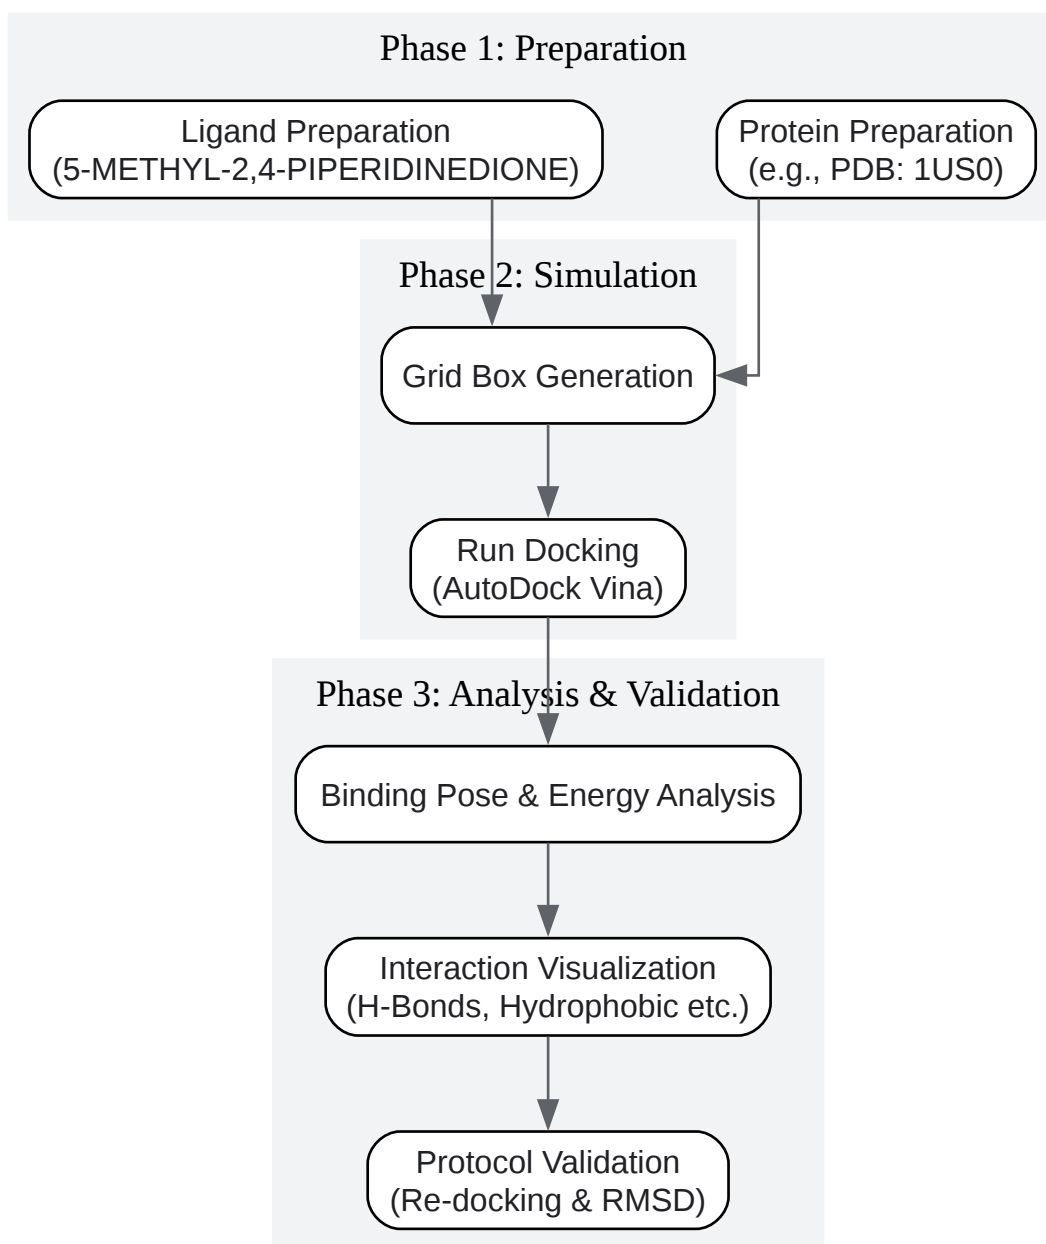 Phase 1: Preparation
Ligand Preparation
(5-METHYL-2,4-PIPERIDINEDIONE)
Protein Preparation
(e.g., PDB: 1US0)
Phase 2: Simulation
Grid Box Generation
Run Docking
(AutoDock Vina)
Phase 3: Analysis & Validation
Binding Pose & Energy Analysis
Interaction Visualization
(H-Bonds, Hydrophobic etc.)
Protocol Validation
(Re-docking & RMSD)